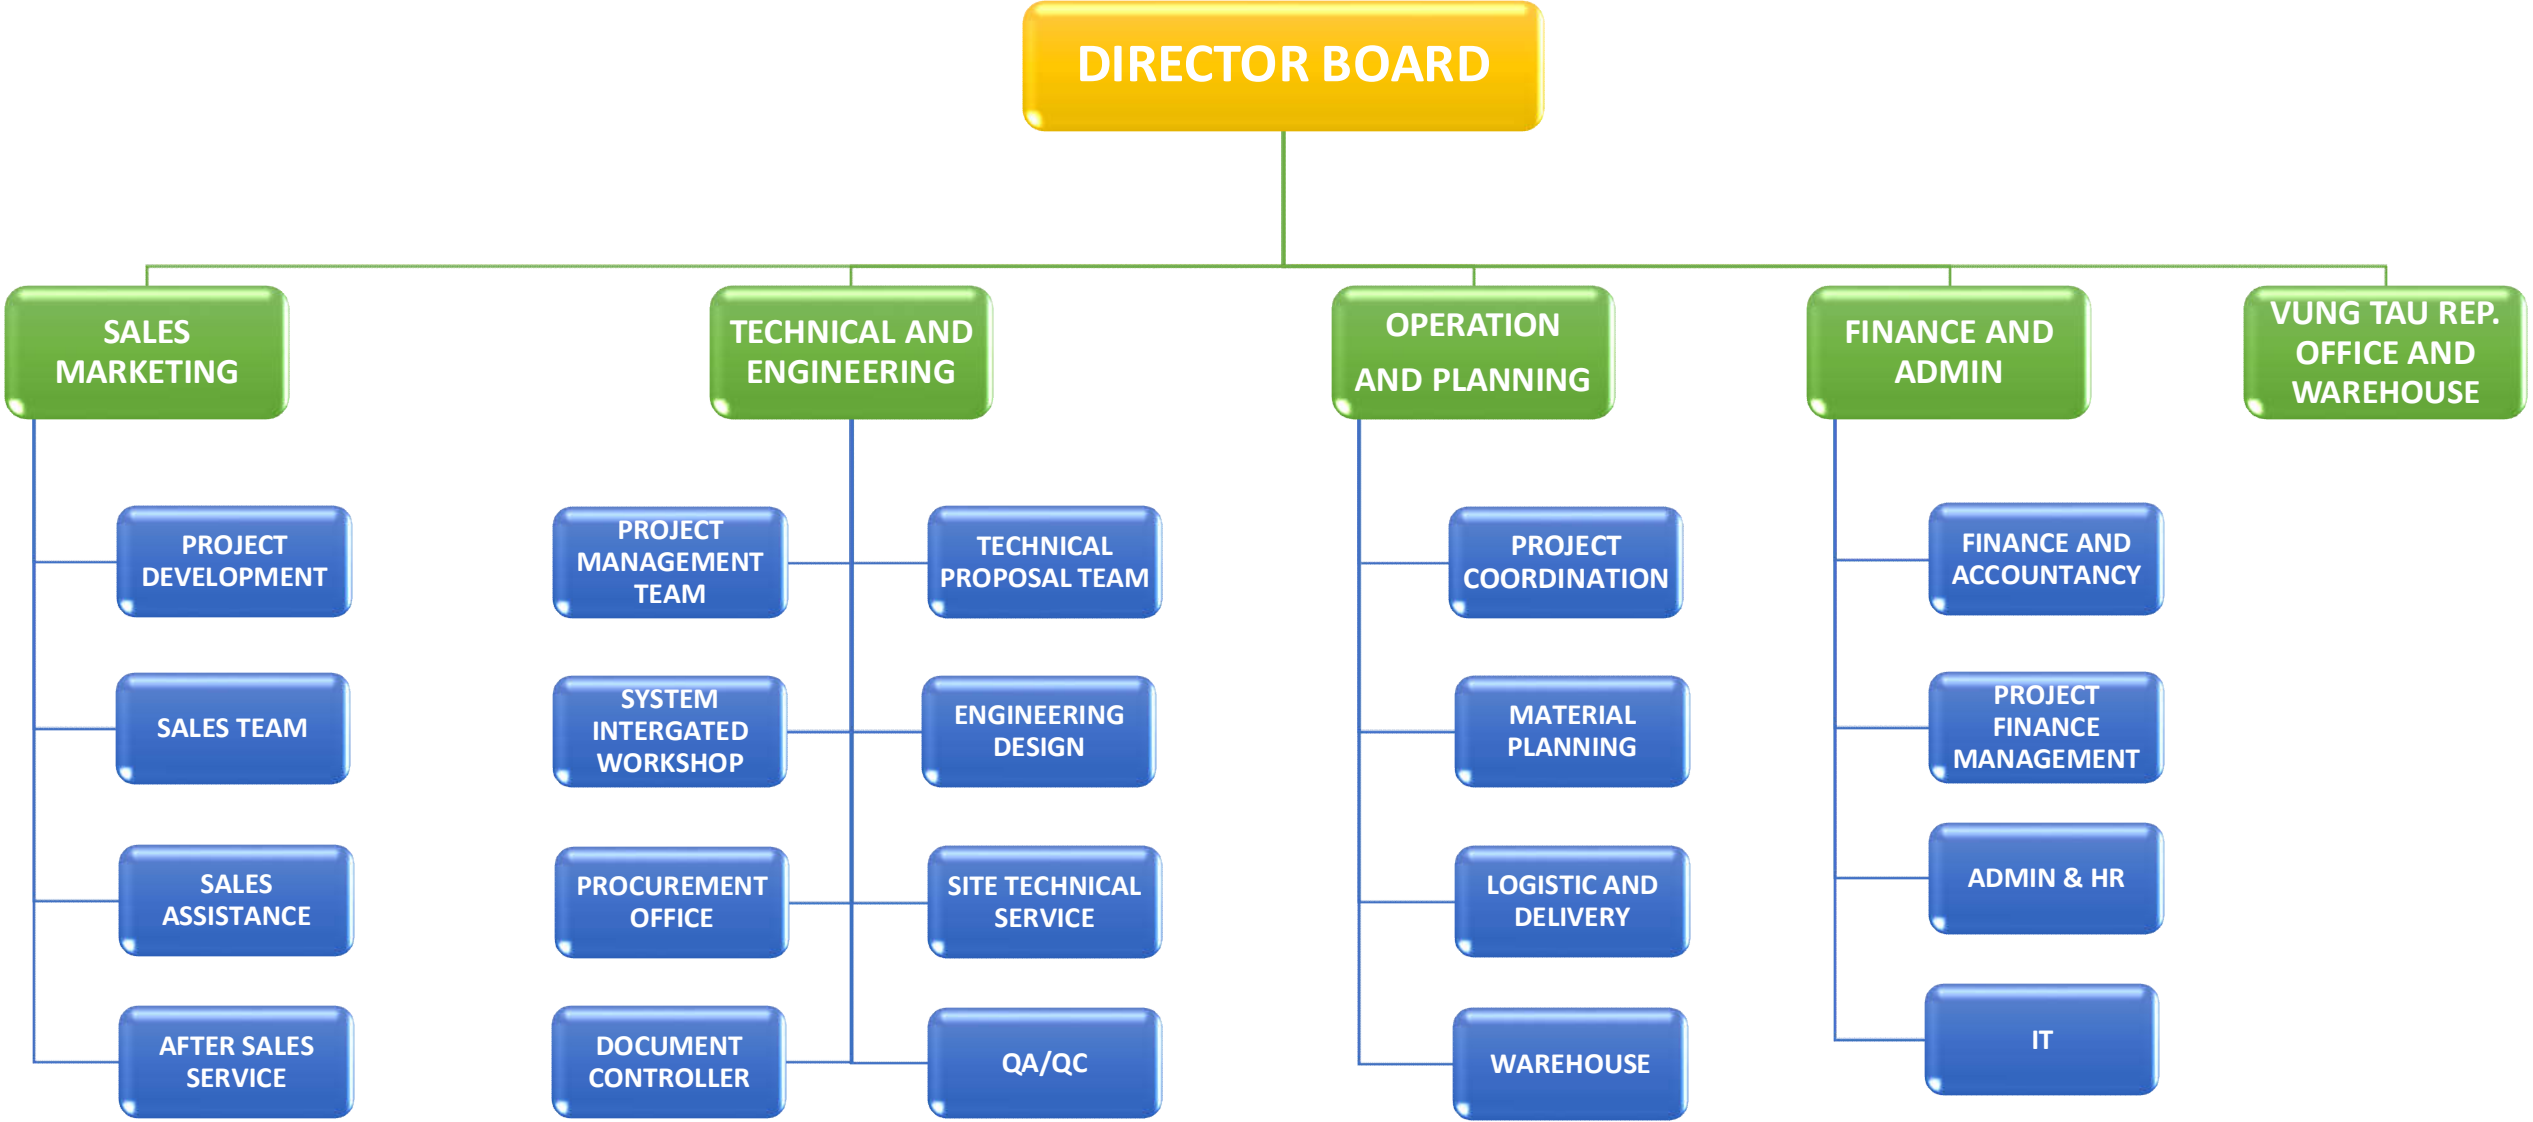 DIRECTOR BOARD
SALES
MARKETING
TECHNICAL AND
ENGINEERING
OPERATION
AND PLANNING
FINANCE AND
ADMIN
VUNG TAU REP.
OFFICE AND
WAREHOUSE
PROJECT
DEVELOPMENT
SALES TEAM
SALES
ASSISTANCE
AFTER SALES
SERVICE
PROJECT
MANAGEMENT
TEAM
TECHNICAL
PROPOSAL TEAM
SYSTEM
INTERGATED
WORKSHOP
ENGINEERING
DESIGN
PROCUREMENT
OFFICE
SITE TECHNICAL
SERVICE
DOCUMENT
CONTROLLER
QA/QC
PROJECT
COORDINATION
MATERIAL
PLANNING
LOGISTIC AND
DELIVERY
WAREHOUSE
FINANCE AND
ACCOUNTANCY
PROJECT
FINANCE
MANAGEMENT
ADMIN & HR
IT